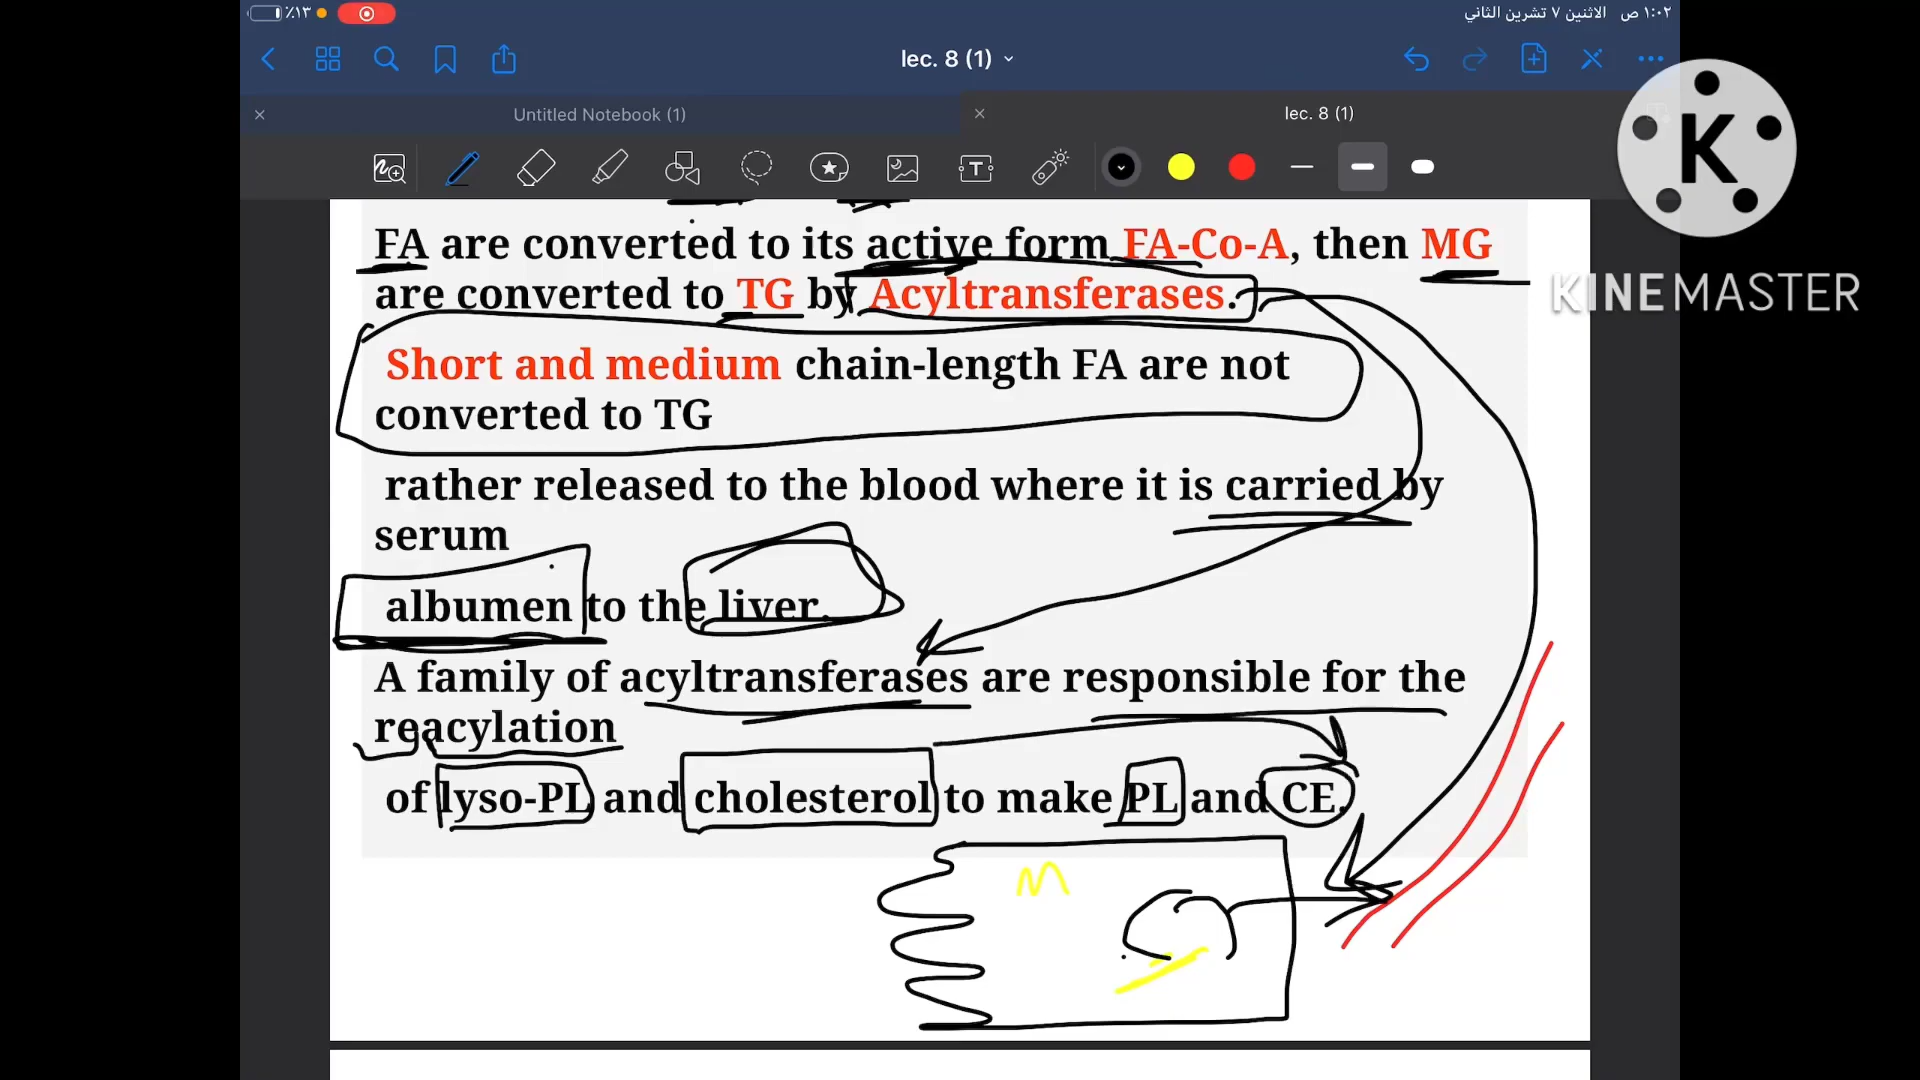 ٪١٣
١:٠٢ ص الاثنين ٧ تشرين الثاني
lec. 8 (1)
Untitled Notebook (1)
lec. 8 (1)
K
KINEMASTER
FA are converted to its active form FA-Co-A, then MG
are converted to TG by Acyltransferases.
Short and medium chain-length FA are not
converted to TG
rather released to the blood where it is carried by
serum
albumen to the liver.
A family of acyltransferases are responsible for the
reacylation
of lyso-PL and cholesterol to make PL and CE.